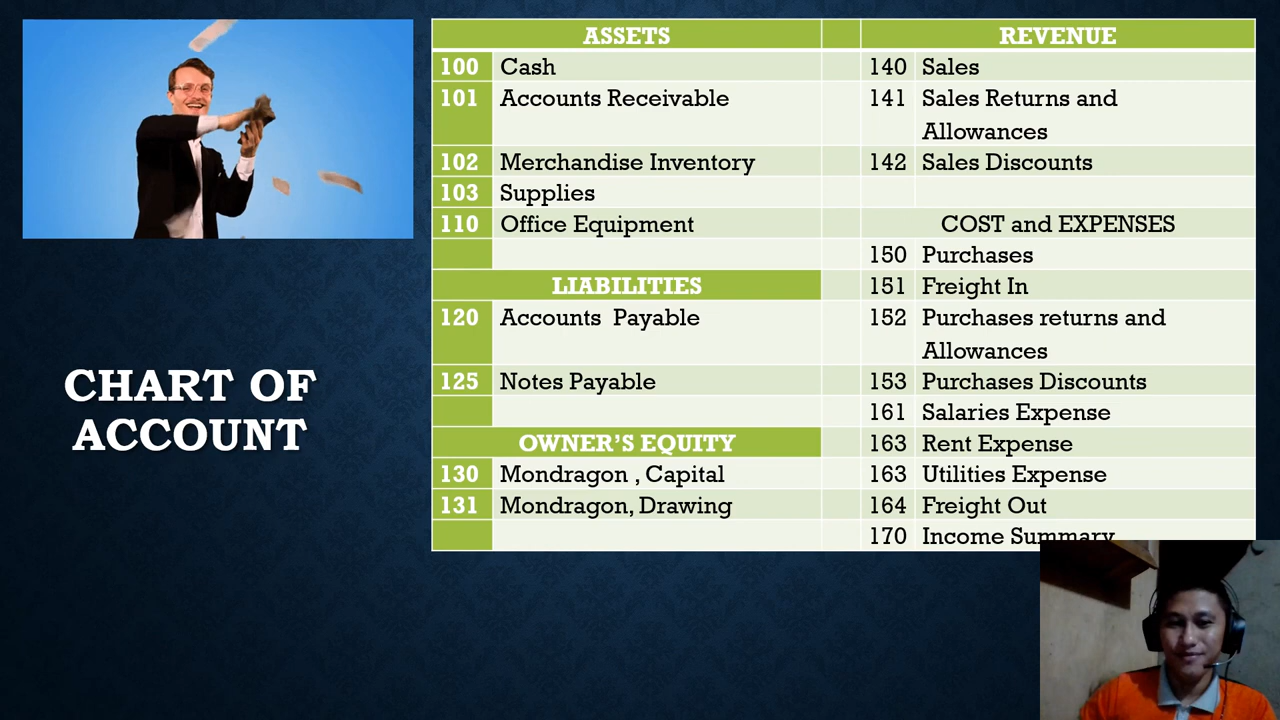 CHART OF
ACCOUNT
ASSETS
100 Cash
101 Accounts Receivable
102 Merchandise Inventory
103 Supplies
110 Office Equipment
LIABILITIES
120 Accounts Payable
125 Notes Payable
OWNER'S EQUITY
130 Mondragon , Capital
131 Mondragon, Drawing
REVENUE
140 Sales
141 Sales Returns and
Allowances
142 Sales Discounts
COST and EXPENSES
150 Purchases
151 Freight In
152 Purchases returns and
Allowances
153 Purchases Discounts
161 Salaries Expense
163 Rent Expense
163 Utilities Expense
164 Freight Out
170 Income Summary